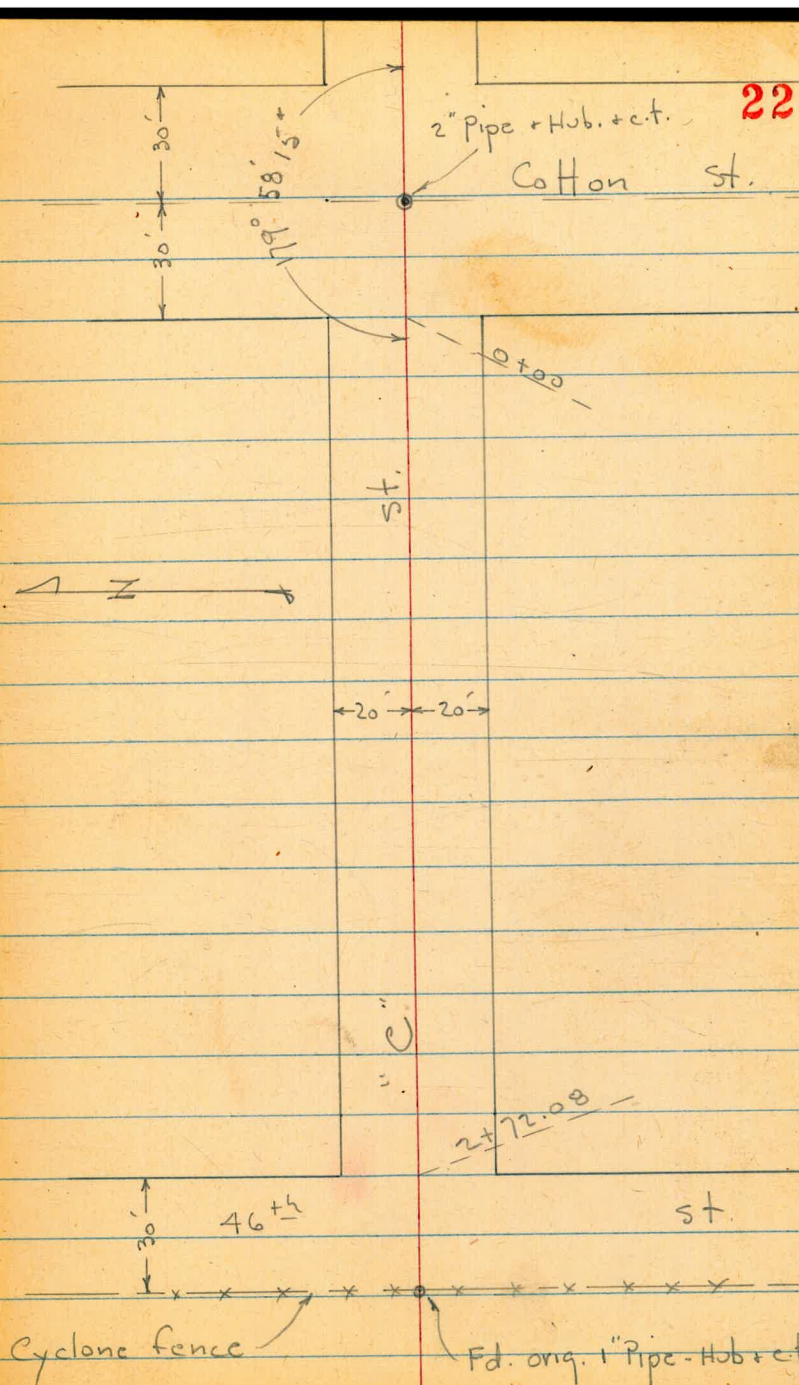 22
2" Pipe + Hub. + c.t.
Cotton St.
30'
30'
179° 58' 15"+
0+00
St.
N
20' 20'
"C"
2+72.08
46th St.
30'
Cyclone fence
Fd. orig. 1" Pipe - Hub + c.t